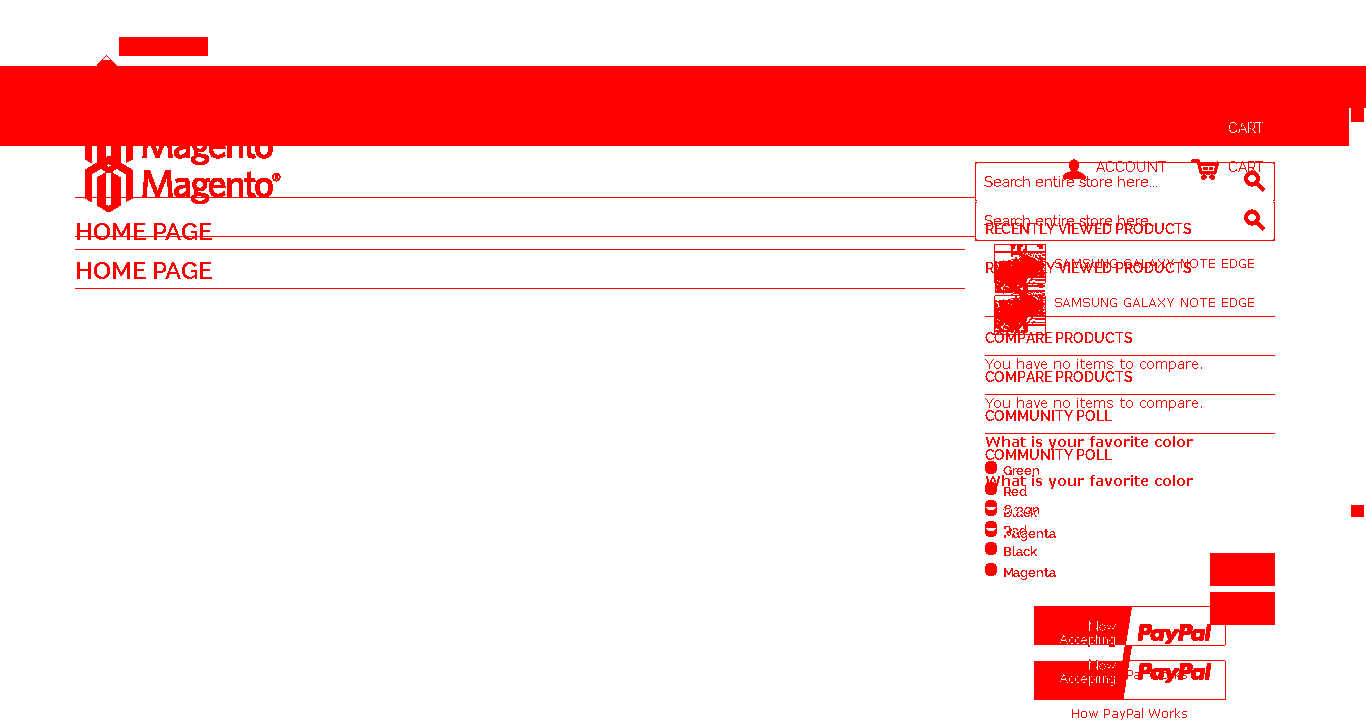 CART
Magento
ACCOUNT
CART
Magento®
Search entire store here...
HOME PAGE
Search entire store here...
RECENTLY VIEWED PRODUCTS
HOME PAGE
SAMSUNG GALAXY NOTE EDGE
RECENTLY VIEWED PRODUCTS
SAMSUNG GALAXY NOTE EDGE
COMPARE PRODUCTS
You have no items to compare.
COMPARE PRODUCTS
You have no items to compare.
COMMUNITY POLL
What is your favorite color
COMMUNITY POLL
Green
What is your favorite color
Red
Green
Black
Red
Magenta
Black
Magenta
Now
Accepting
PayPal
Now
Accepting
PayPal
How PayPal Works